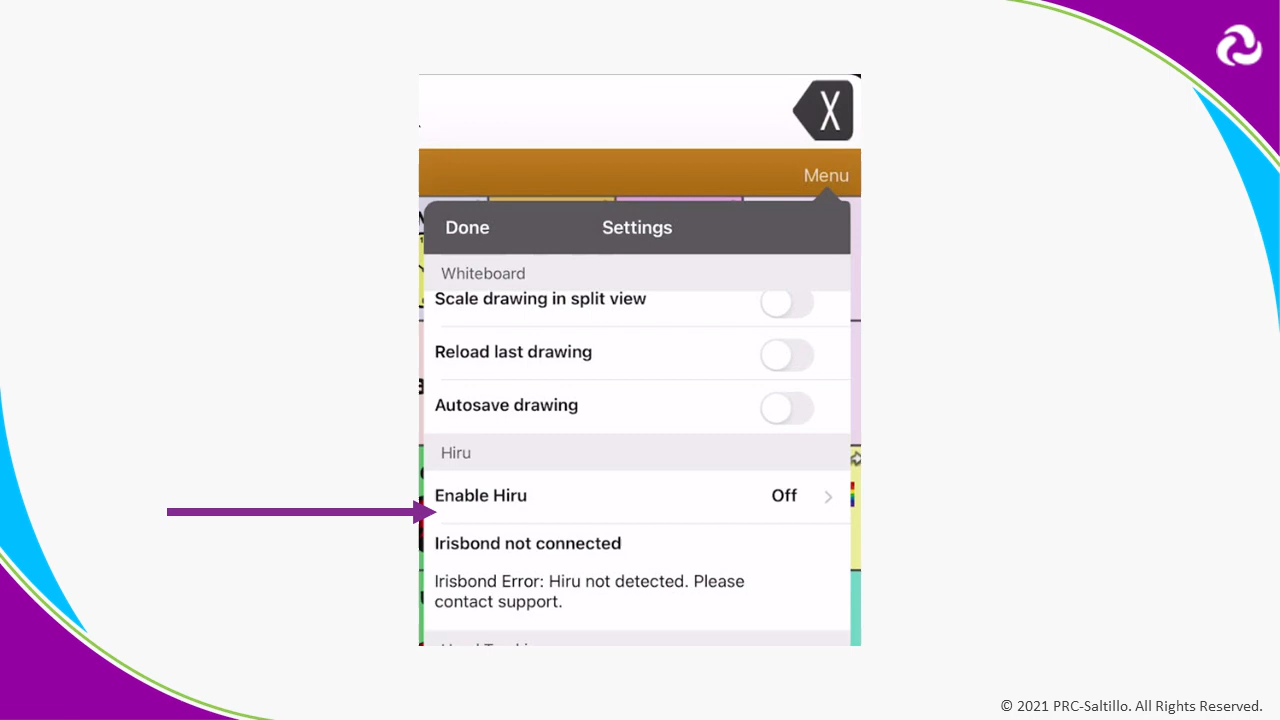 X
Menu
Done
Settings
Whiteboard
Scale drawing in split view
Reload last drawing
Autosave drawing
Hiru
Enable Hiru Off
Irisbond not connected
Irisbond Error: Hiru not detected. Please
contact support.
© 2021 PRC-Saltillo. All Rights Reserved.